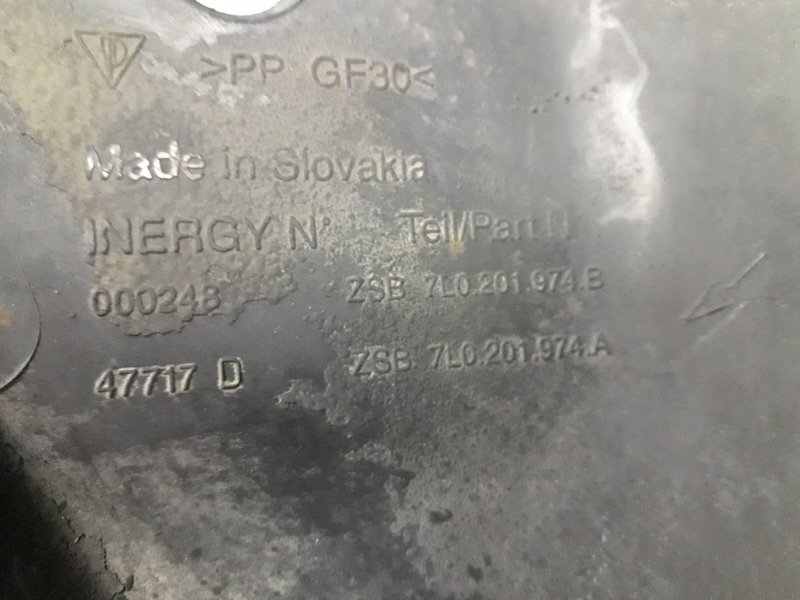 >PP GF30<
Made in Slovakia
INERGY N° Teil/Part N
000248 ZSB 7L0.201.974.B
47717 D ZSB 7L0.201.974.A